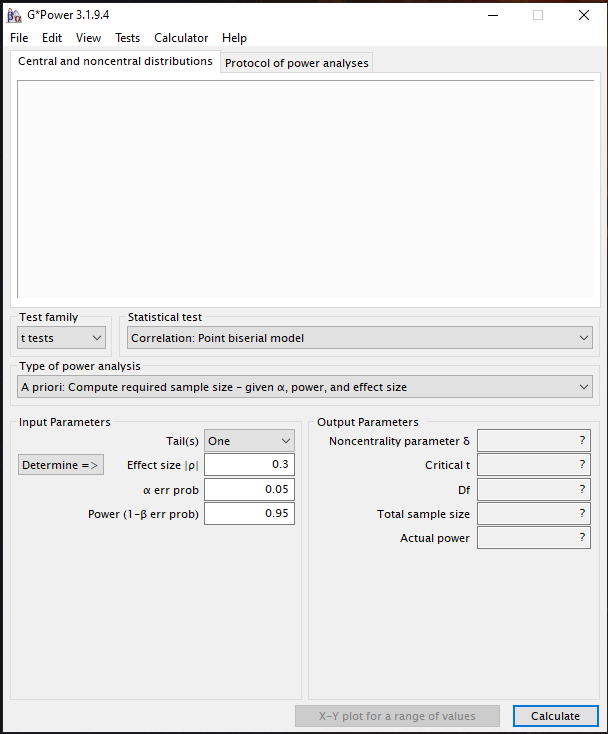 G*Power 3.1.9.4
File Edit View Tests Calculator Help
Central and noncentral distributions Protocol of power analyses
Test family Statistical test
t tests Correlation: Point biserial model
Type of power analysis
A priori: Compute required sample size - given α, power, and effect size
Input Parameters
Tail(s) One
Determine => Effect size |ρ| 0.3
α err prob 0.05
Power (1-β err prob) 0.95
Output Parameters
Noncentrality parameter δ ?
Critical t ?
Df ?
Total sample size ?
Actual power ?
X-Y plot for a range of values Calculate